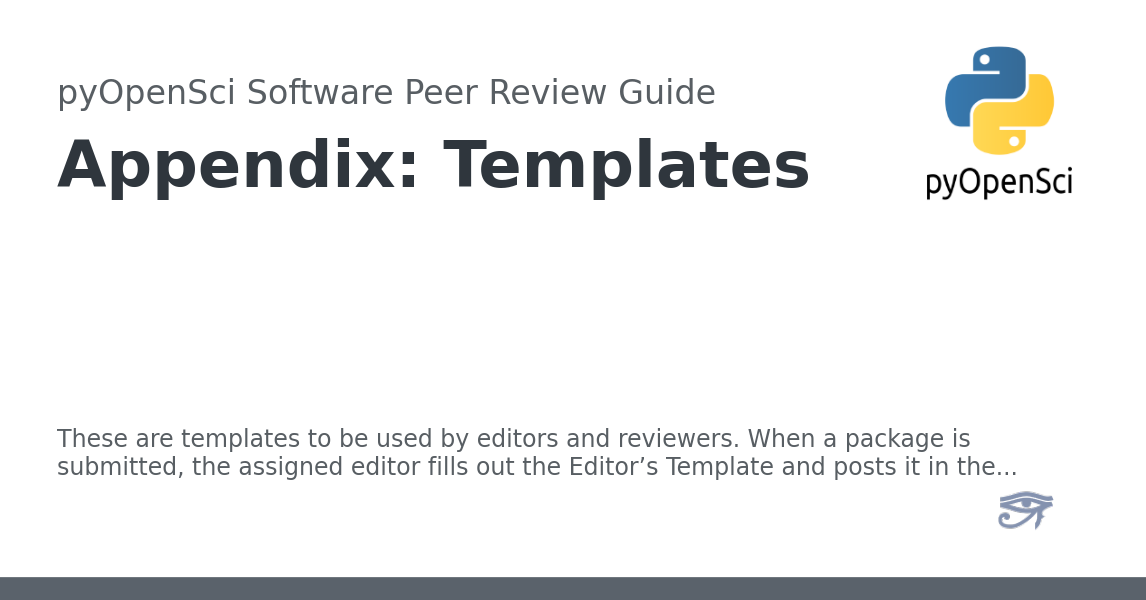 pyOpenSci Software Peer Review Guide
Appendix: Templates
pyOpenSci
These are templates to be used by editors and reviewers. When a package is
submitted, the assigned editor fills out the Editor’s Template and posts it in the...